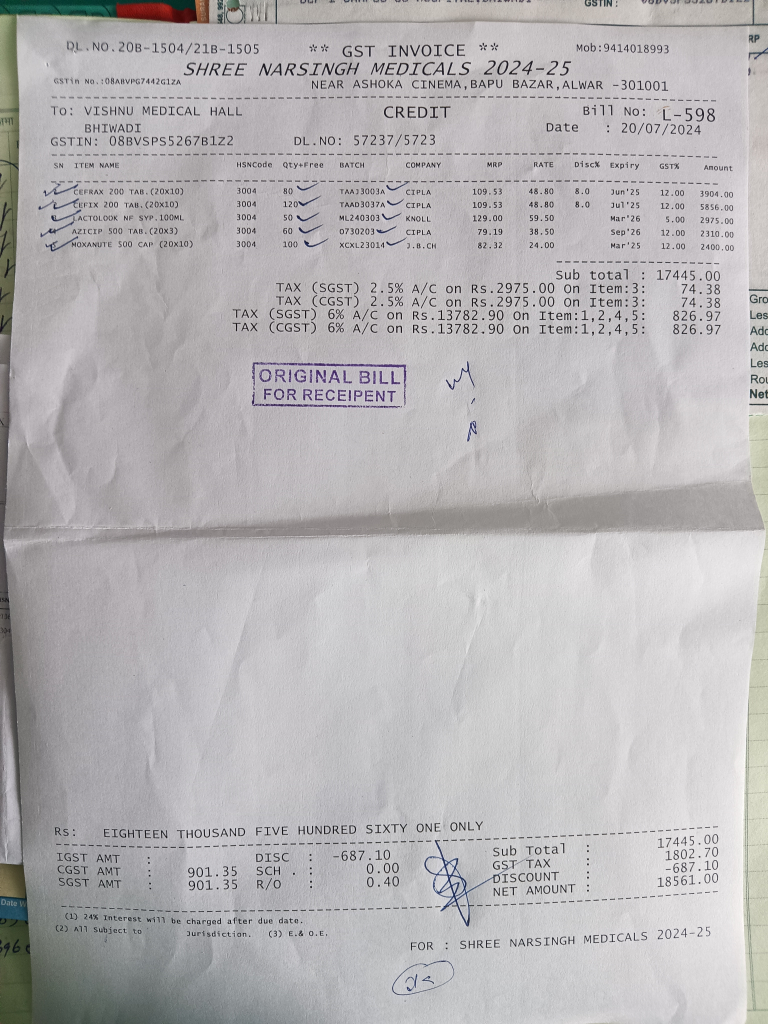 DL.NO.20B-1504/21B-1505
** GST INVOICE **
Mob:9414018993
GSTin No.:08ABVPG7442G1ZA
SHREE NARSINGH MEDICALS 2024-25
NEAR ASHOKA CINEMA,BAPU BAZAR,ALWAR -301001
GSTIN :
To: VISHNU MEDICAL HALL
CREDIT
Bill No: L-598
BHIWADI
Date : 20/07/2024
GSTIN: 08BVSPS5267B1Z2
DL.NO: 57237/5723
SN ITEM NAME HSNCode Qty+Free BATCH COMPANY MRP RATE Disc% Expiry GST% Amount
CEFRAX 200 TAB.(20X10) 3004 80 TAAJ3003A CIPLA 109.53 48.80 8.0 Jun'25 12.00 3904.00
CEFIX 200 TAB.(20X10) 3004 120 TAAD3037A CIPLA 109.53 48.80 8.0 Jul'25 12.00 5856.00
LACTOLOOK NF SYP.100ML 3004 50 ML240303 KNOLL 129.00 59.50 Mar'26 5.00 2975.00
AZICIP 500 TAB.(20X3) 3004 60 0730203 CIPLA 79.19 38.50 Sep'26 12.00 2310.00
MOXANUTE 500 CAP (20X10) 3004 100 XCXL23014 J.B.CH 82.32 24.00 Mar'25 12.00 2400.00
Sub total : 17445.00
TAX (SGST) 2.5% A/C on Rs.2975.00 On Item:3: 74.38
TAX (CGST) 2.5% A/C on Rs.2975.00 On Item:3: 74.38
TAX (SGST) 6% A/C on Rs.13782.90 On Item:1,2,4,5: 826.97
TAX (CGST) 6% A/C on Rs.13782.90 On Item:1,2,4,5: 826.97
ORIGINAL BILL
FOR RECEIPENT
Rs: EIGHTEEN THOUSAND FIVE HUNDRED SIXTY ONE ONLY
IGST AMT : DISC : -687.10 Sub Total : 17445.00
CGST AMT : 901.35 SCH . : 0.00 GST TAX : 1802.70
SGST AMT : 901.35 R/O : 0.40 DISCOUNT : -687.10
NET AMOUNT : 18561.00
(1) 24% Interest will be charged after due date.
(2) All Subject to Jurisdiction. (3) E.& O.E.
FOR : SHREE NARSINGH MEDICALS 2024-25